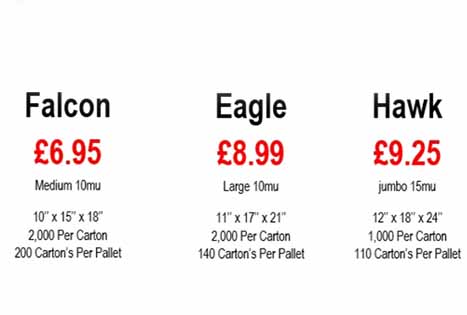 Falcon
£6.95
Medium 10mu
10" x 15" x 18"
2,000 Per Carton
200 Carton's Per Pallet
Eagle
£8.99
Large 10mu
11" x 17" x 21"
2,000 Per Carton
140 Carton's Per Pallet
Hawk
£9.25
jumbo 15mu
12" x 18" x 24"
1,000 Per Carton
110 Carton's Per Pallet